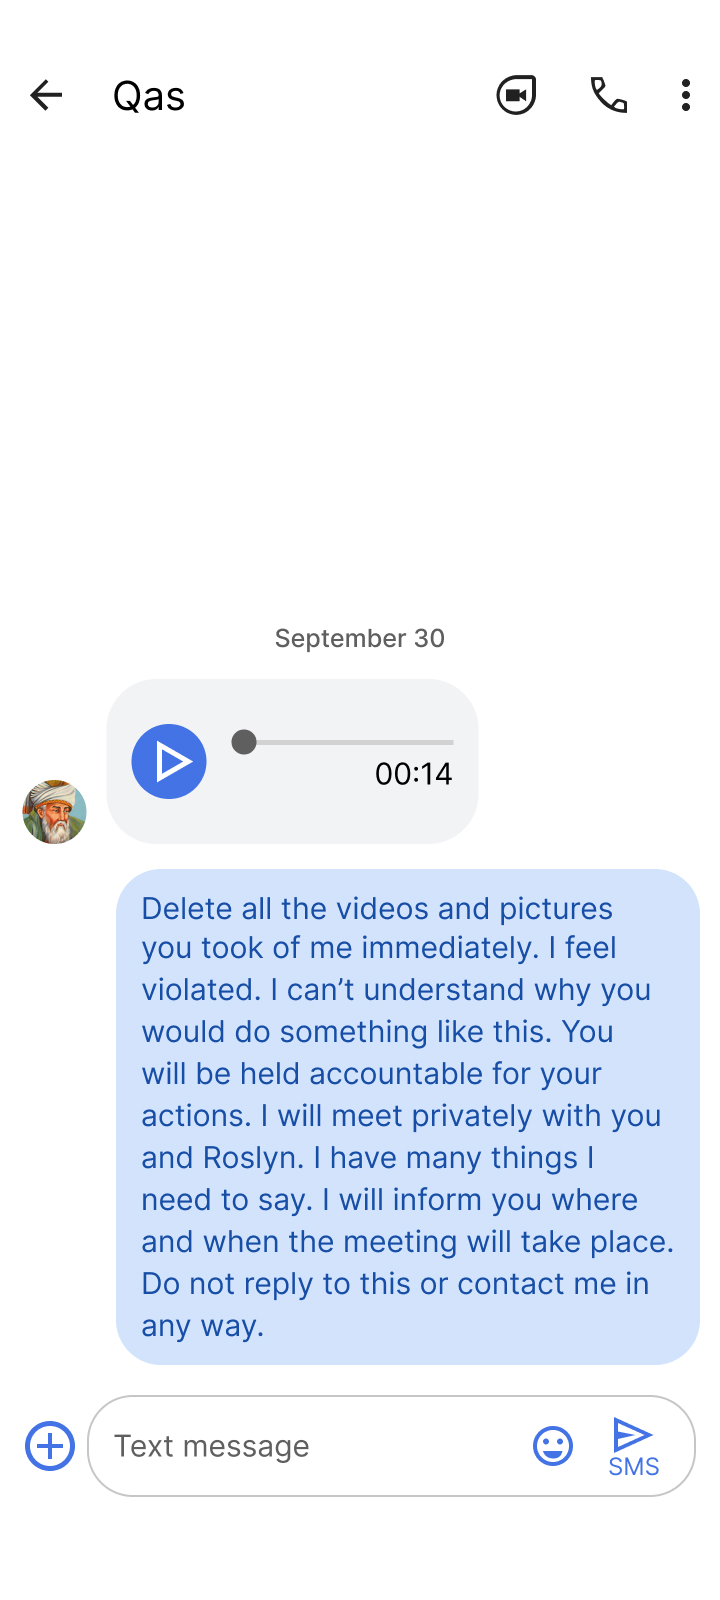 Qas
September 30
00:14
Delete all the videos and pictures
you took of me immediately. I feel
violated. I can’t understand why you
would do something like this. You
will be held accountable for your
actions. I will meet privately with you
and Roslyn. I have many things I
need to say. I will inform you where
and when the meeting will take place.
Do not reply to this or contact me in
any way.
Text message
SMS